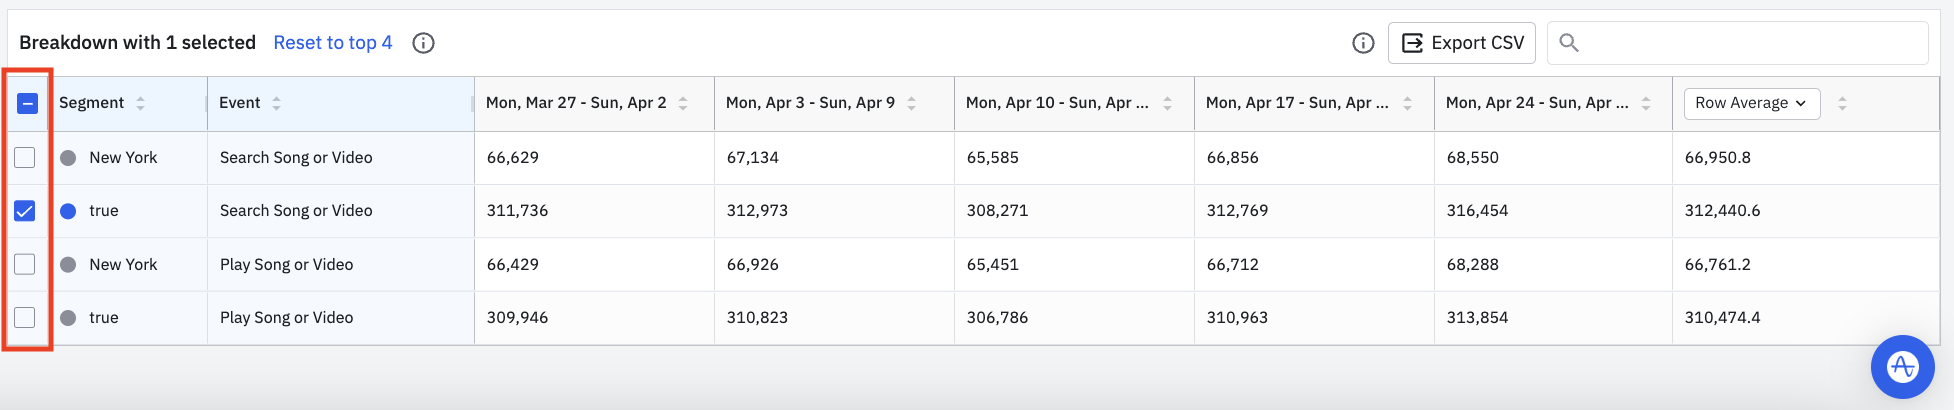 Breakdown with 1 selected Reset to top 4 Export CSV
Segment Event Mon, Mar 27 - Sun, Apr 2 Mon, Apr 3 - Sun, Apr 9 Mon, Apr 10 - Sun, Apr ... Mon, Apr 17 - Sun, Apr ... Mon, Apr 24 - Sun, Apr ... Row Average
New York Search Song or Video 66,629 67,134 65,585 66,856 68,550 66,950.8
true Search Song or Video 311,736 312,973 308,271 312,769 316,454 312,440.6
New York Play Song or Video 66,429 66,926 65,451 66,712 68,288 66,761.2
true Play Song or Video 309,946 310,823 306,786 310,963 313,854 310,474.4